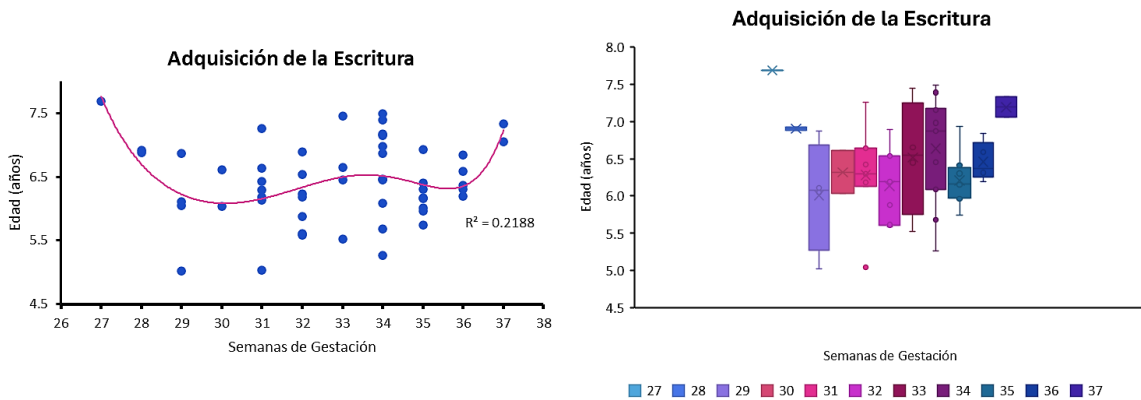 Adquisición de la Escritura
Edad (años)
7.5
6.5
5.5
4.5
R² = 0.2188
26 27 28 29 30 31 32 33 34 35 36 37 38
Semanas de Gestación
Adquisición de la Escritura
Edad (años)
8.0
7.5
7.0
6.5
6.0
5.5
5.0
4.5
Semanas de Gestación
27 28 29 30 31 32 33 34 35 36 37